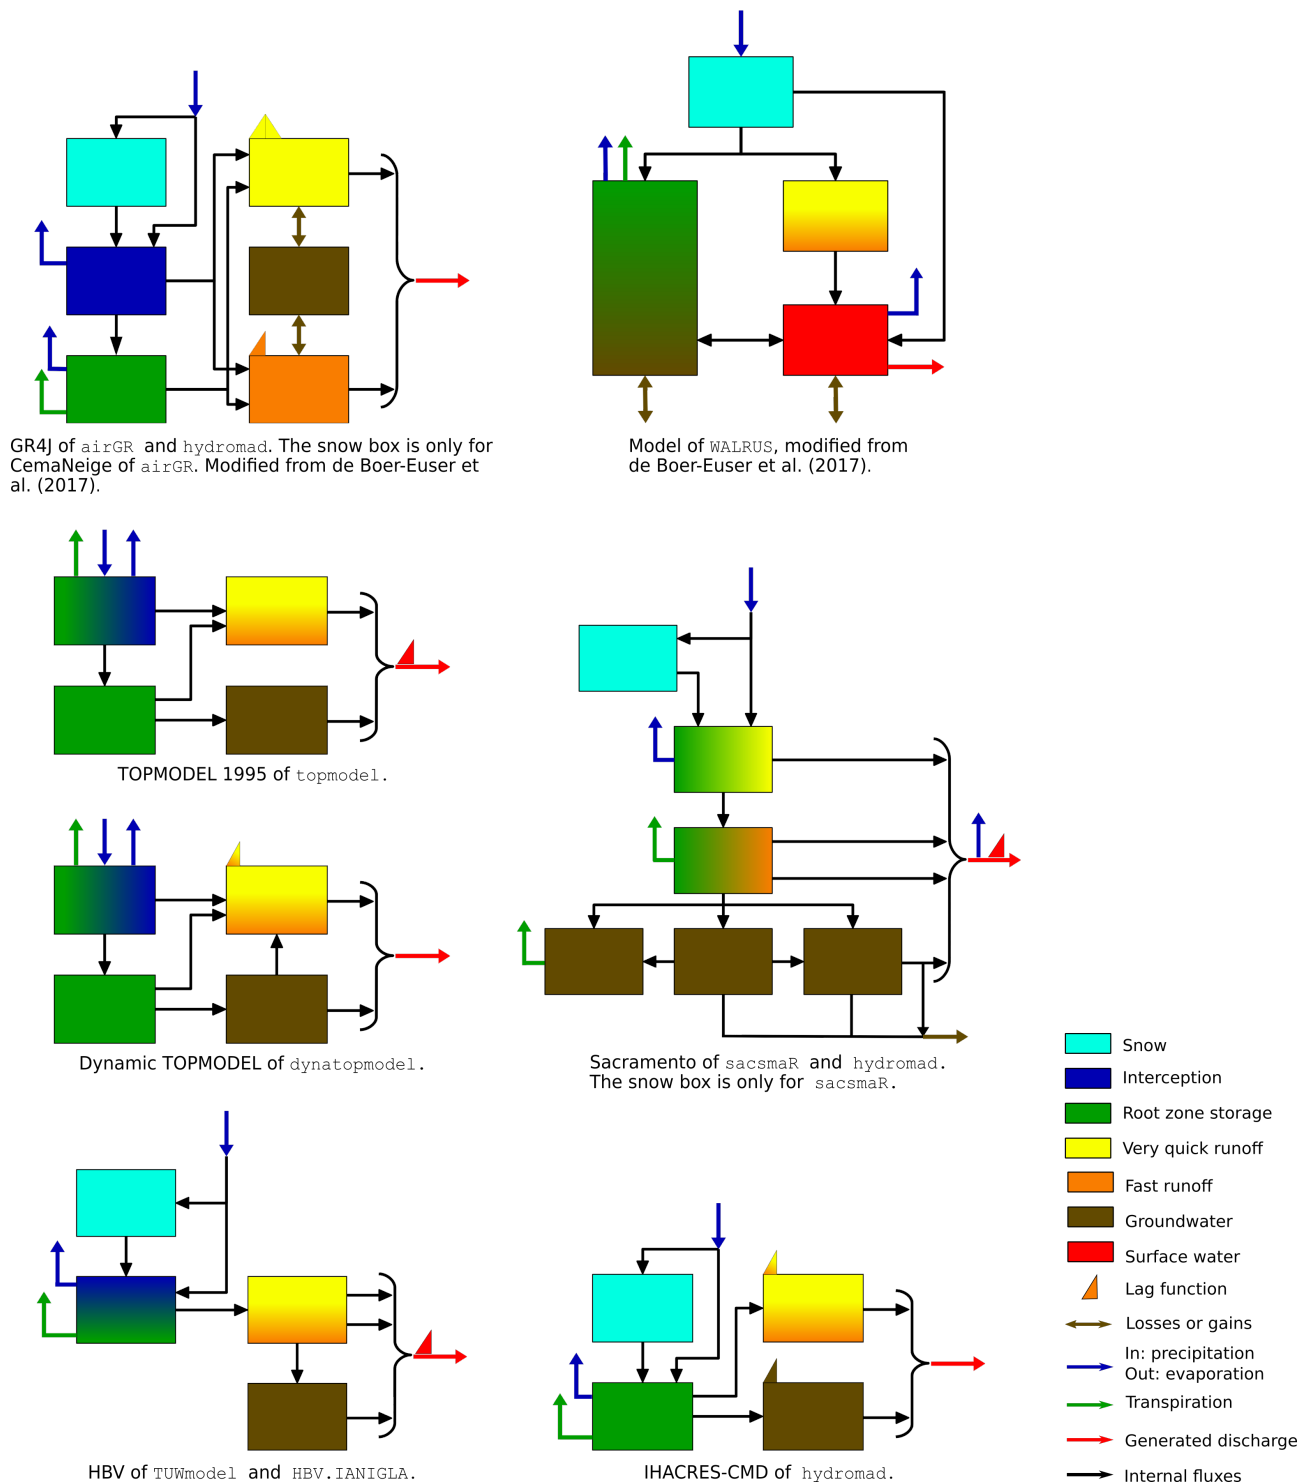 GR4J of airGR and hydromad. The snow box is only for
CemaNeige of airGR. Modified from de Boer-Euser et
al. (2017).
Model of WALRUS, modified from
de Boer-Euser et al. (2017).
TOPMODEL 1995 of topmodel.
Dynamic TOPMODEL of dynatopmodel.
Sacramento of sacsmaR and hydromad.
The snow box is only for sacsmaR.
HBV of TUWmodel and HBV.IANIGLA.
IHACRES-CMD of hydromad.
Snow
Interception
Root zone storage
Very quick runoff
Fast runoff
Groundwater
Surface water
Lag function
Losses or gains
In: precipitation
Out: evaporation
Transpiration
Generated discharge
Internal fluxes